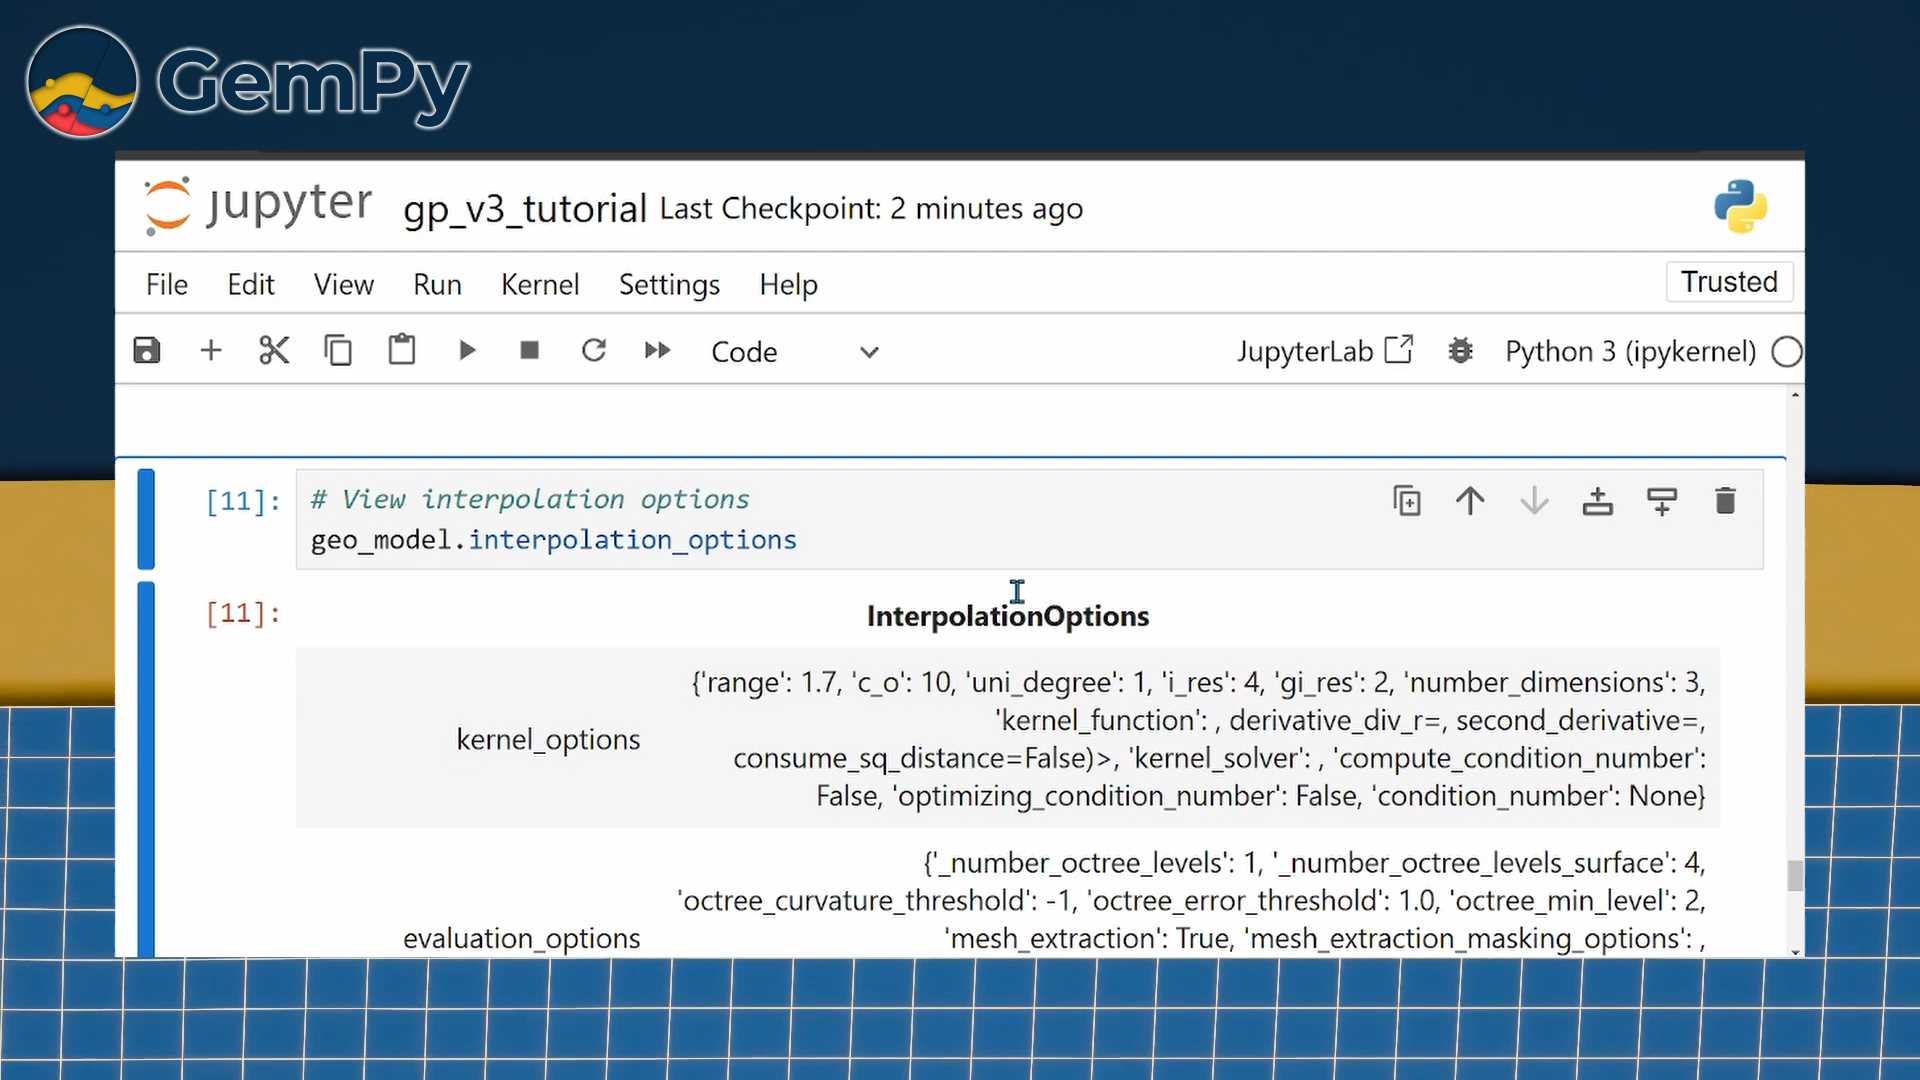 GemPy
jupyter gp_v3_tutorial Last Checkpoint: 2 minutes ago
File Edit View Run Kernel Settings Help Trusted
Code JupyterLab Python 3 (ipykernel)
[11]: # View interpolation options
geo_model.interpolation_options
[11]: InterpolationOptions
kernel_options
{'range': 1.7, 'c_o': 10, 'uni_degree': 1, 'i_res': 4, 'gi_res': 2, 'number_dimensions': 3,
'kernel_function': , derivative_div_r=, second_derivative=,
consume_sq_distance=False)>, 'kernel_solver': , 'compute_condition_number':
False, 'optimizing_condition_number': False, 'condition_number': None}
evaluation_options
{'_number_octree_levels': 1, '_number_octree_levels_surface': 4,
'octree_curvature_threshold': -1, 'octree_error_threshold': 1.0, 'octree_min_level': 2,
'mesh_extraction': True, 'mesh_extraction_masking_options': ,